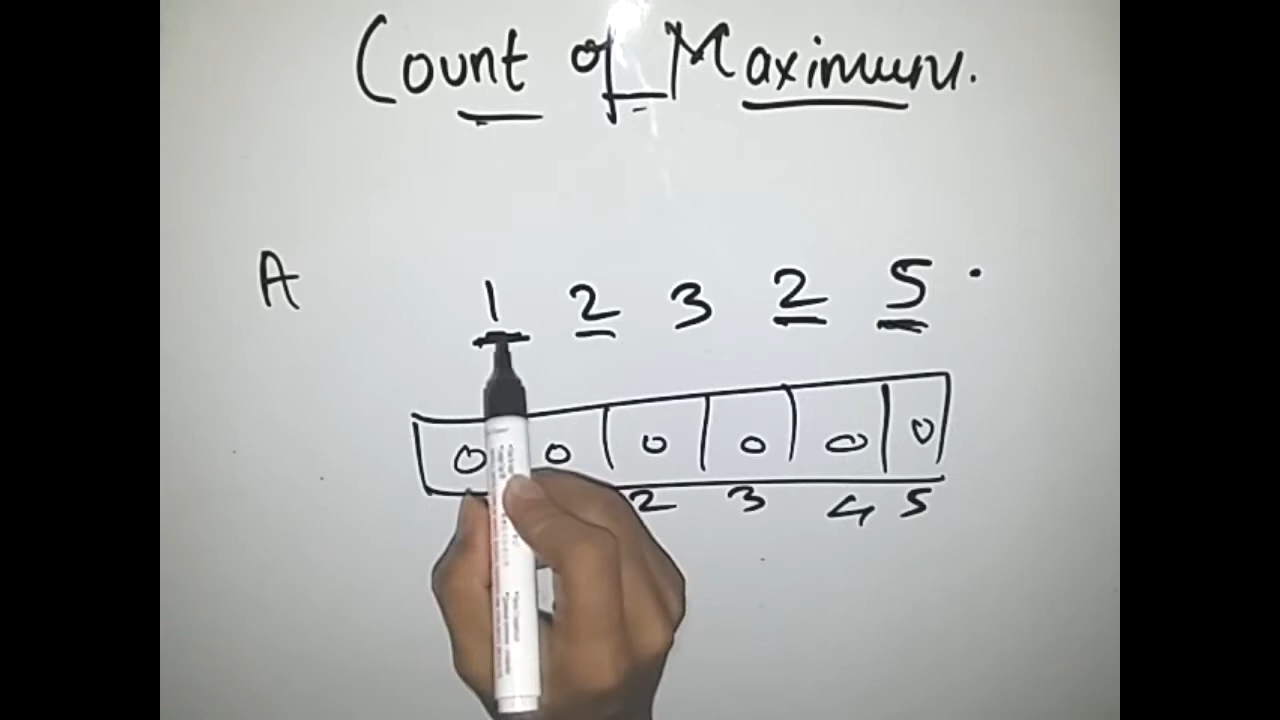 Count of Maximum.
A 1 2 3 2 5 .
0 0 0 0 0 0
2 3 4 5